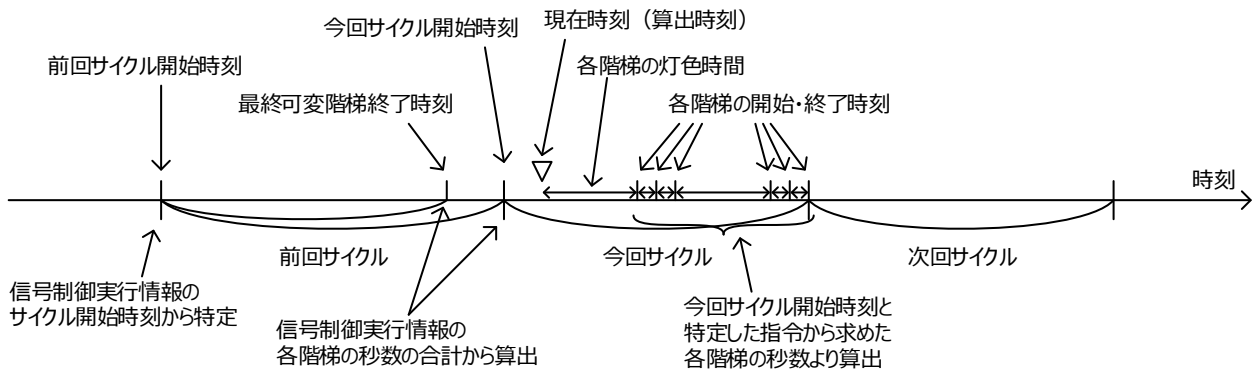 現在時刻（算出時刻）
今回サイクル開始時刻
前回サイクル開始時刻
各階梯の灯色時間
最終可変階梯終了時刻
各階梯の開始・終了時刻
時刻
前回サイクル
今回サイクル
次回サイクル
信号制御実行情報の
サイクル開始時刻から特定
信号制御実行情報の
各階梯の秒数の合計から算出
今回サイクル開始時刻と
特定した指令から求めた
各階梯の秒数より算出